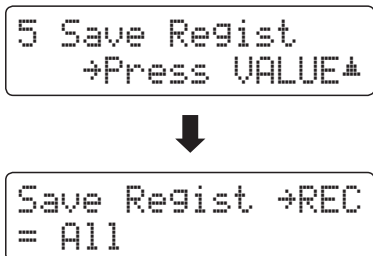 5 Save Regist
→Press VALUE▲
Save Regist →REC
= All